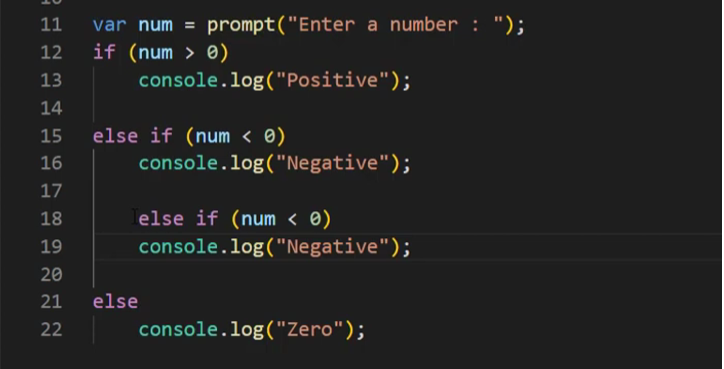 11 var num = prompt("Enter a number : ");
12 if (num > 0)
13 console.log("Positive");
14
15 else if (num < 0)
16 console.log("Negative");
17
18 else if (num < 0)
19 console.log("Negative");
20
21 else
22 console.log("Zero");